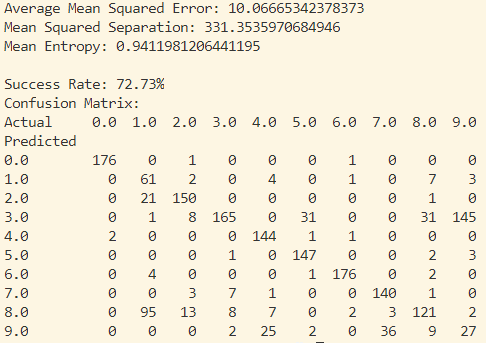 Average Mean Squared Error: 10.06665342378373
Mean Squared Separation: 331.3535970684946
Mean Entropy: 0.9411981206441195
Success Rate: 72.73%
Confusion Matrix:
Actual 0.0 1.0 2.0 3.0 4.0 5.0 6.0 7.0 8.0 9.0
Predicted
0.0 176 0 1 0 0 0 1 0 0 0
1.0 0 61 2 0 4 0 1 0 7 3
2.0 0 21 150 0 0 0 0 0 1 0
3.0 0 1 8 165 0 31 0 0 31 145
4.0 2 0 0 0 144 1 1 0 0 0
5.0 0 0 0 1 0 147 0 0 2 3
6.0 0 4 0 0 0 1 176 0 2 0
7.0 0 0 3 7 1 0 0 140 1 0
8.0 0 95 13 8 7 0 2 3 121 2
9.0 0 0 0 2 25 2 0 36 9 27